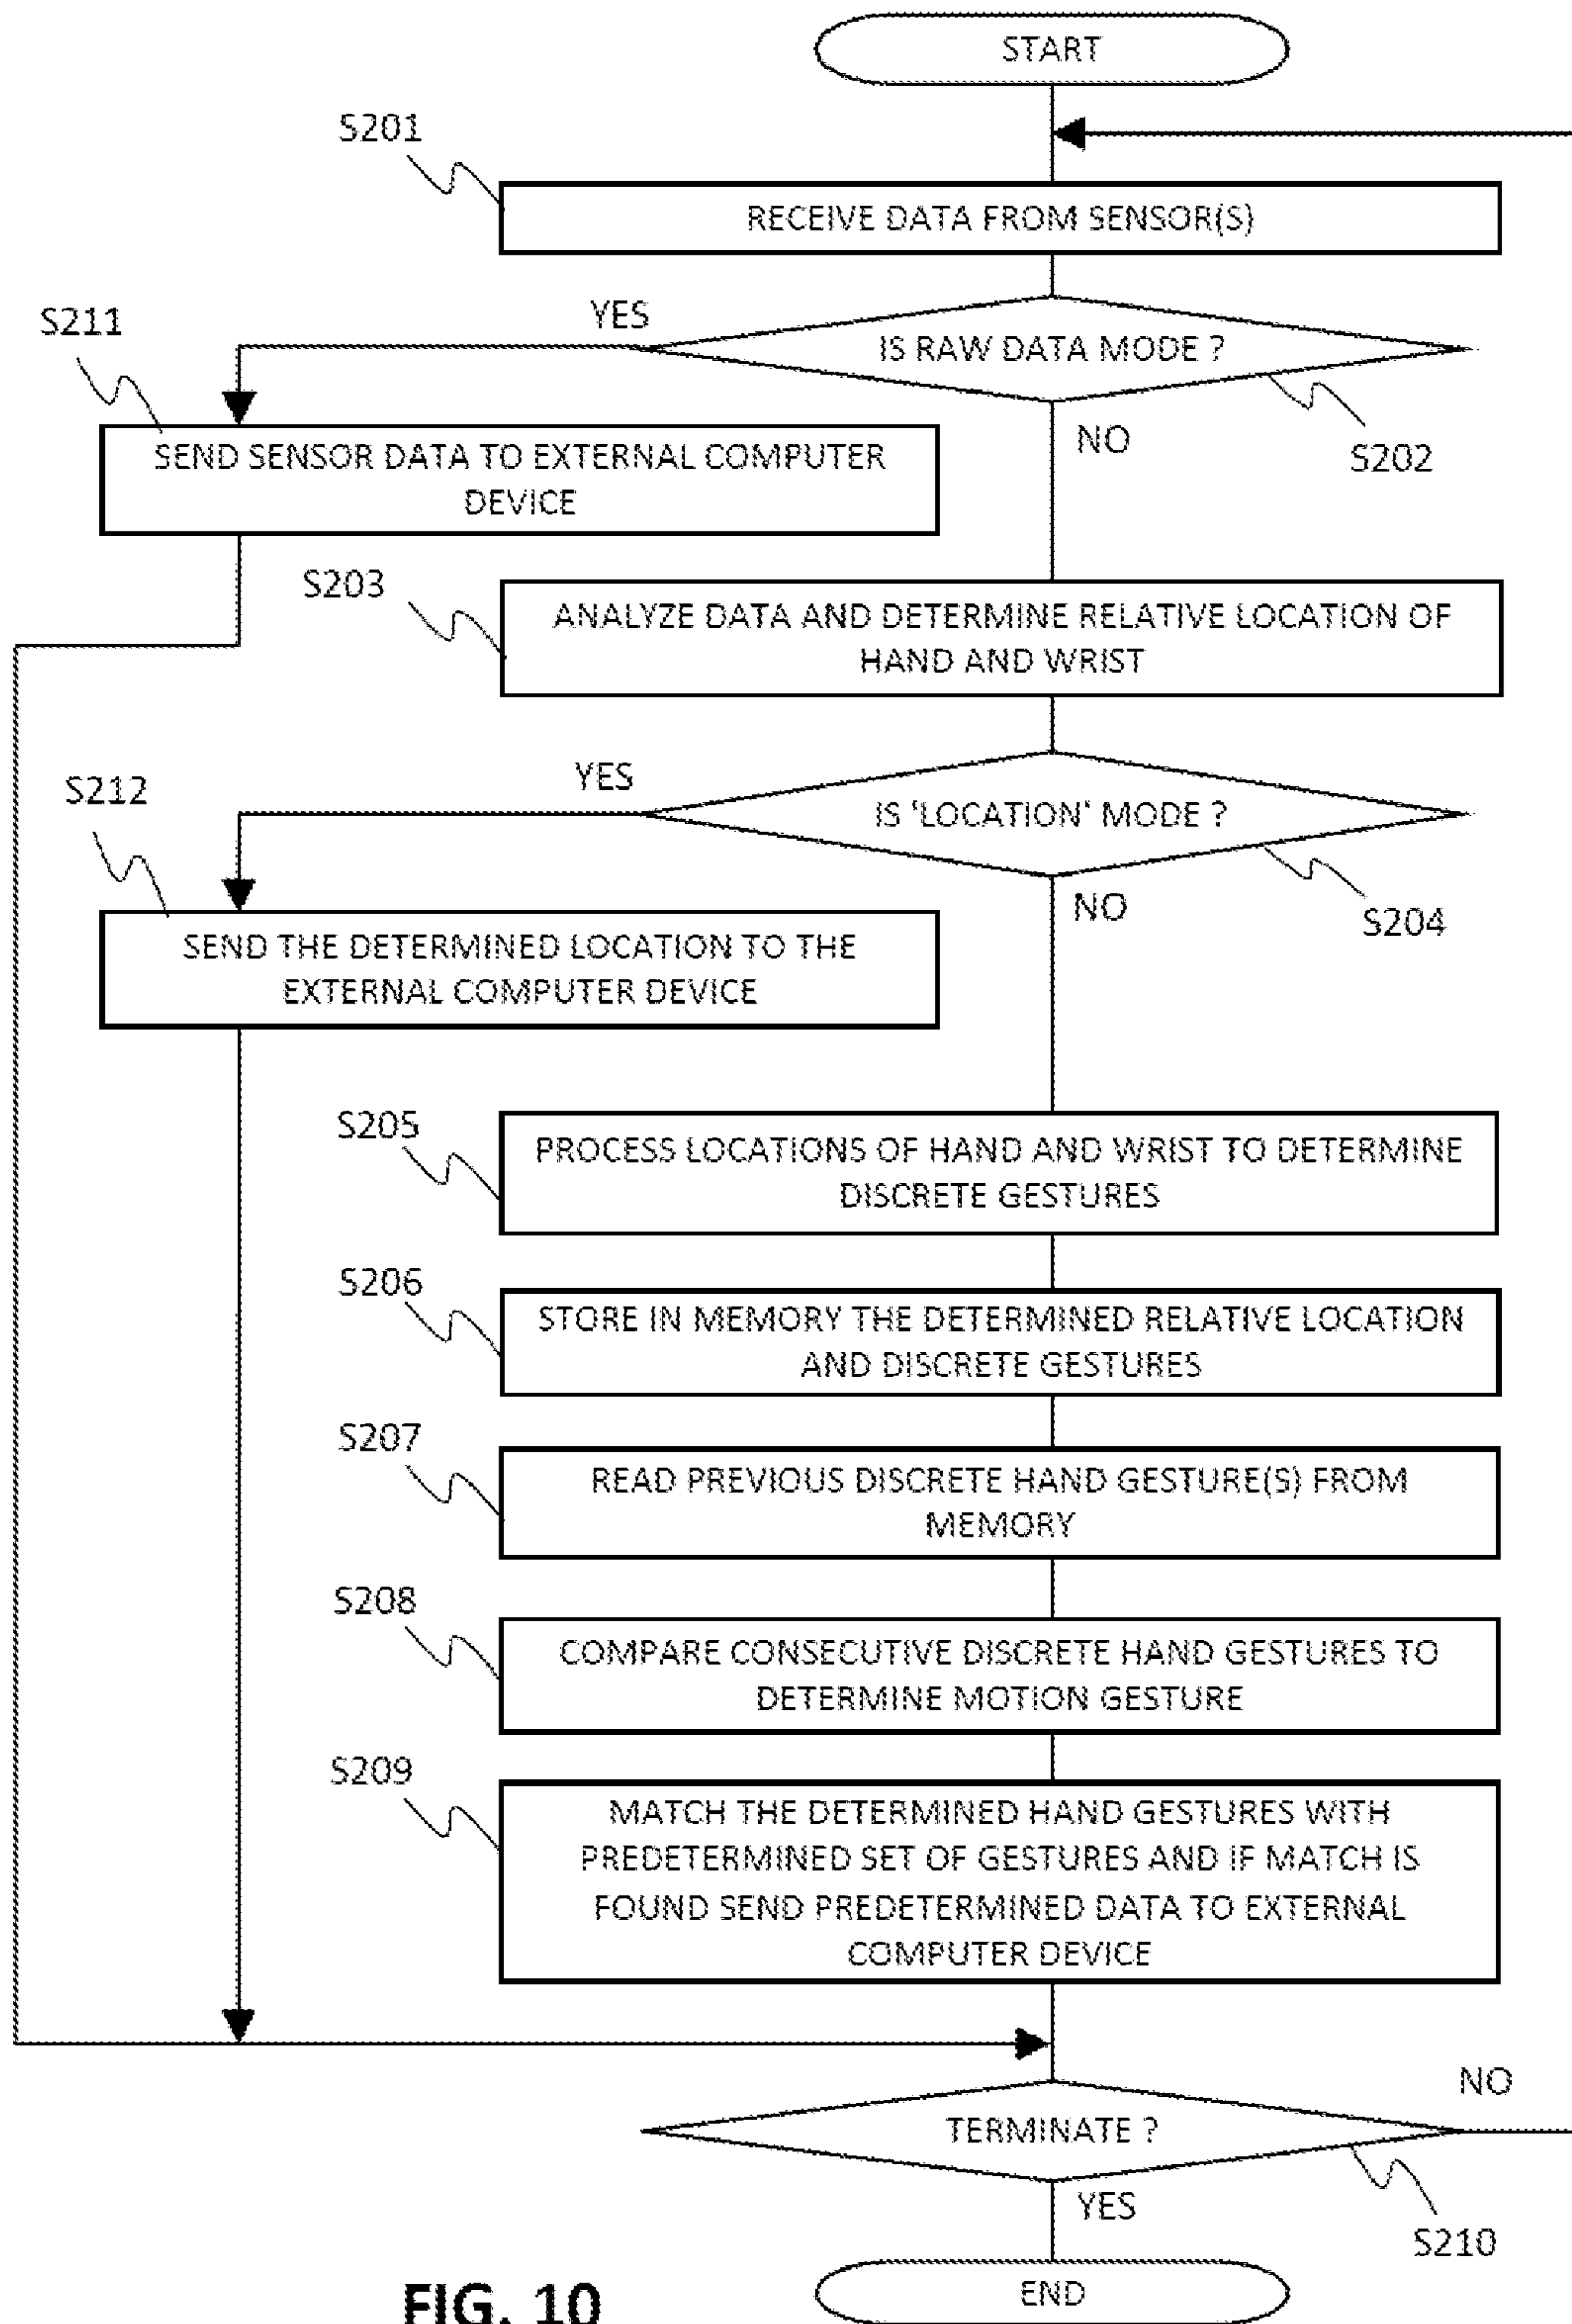 START
S201
RECEIVE DATA FROM SENSOR(S)
S211
YES
IS RAW DATA MODE ?
NO
S202
SEND SENSOR DATA TO EXTERNAL COMPUTER
DEVICE
S203
ANALYZE DATA AND DETERMINE RELATIVE LOCATION OF
HAND AND WRIST
S212
YES
IS ‘LOCATION‘ MODE ?
NO
S204
SEND THE DETERMINED LOCATION TO THE
EXTERNAL COMPUTER DEVICE
S205
PROCESS LOCATIONS OF HAND AND WRIST TO DETERMINE
DISCRETE GESTURES
S206
STORE IN MEMORY THE DETERMINED RELATIVE LOCATION
AND DISCRETE GESTURES
S207
READ PREVIOUS DISCRETE HAND GESTURE(S) FROM
MEMORY
S208
COMPARE CONSECUTIVE DISCRETE HAND GESTURES TO
DETERMINE MOTION GESTURE
S209
MATCH THE DETERMINED HAND GESTURES WITH
PREDETERMINED SET OF GESTURES AND IF MATCH IS
FOUND SEND PREDETERMINED DATA TO EXTERNAL
COMPUTER DEVICE
NO
TERMINATE ?
YES
S210
END
FIG. 10